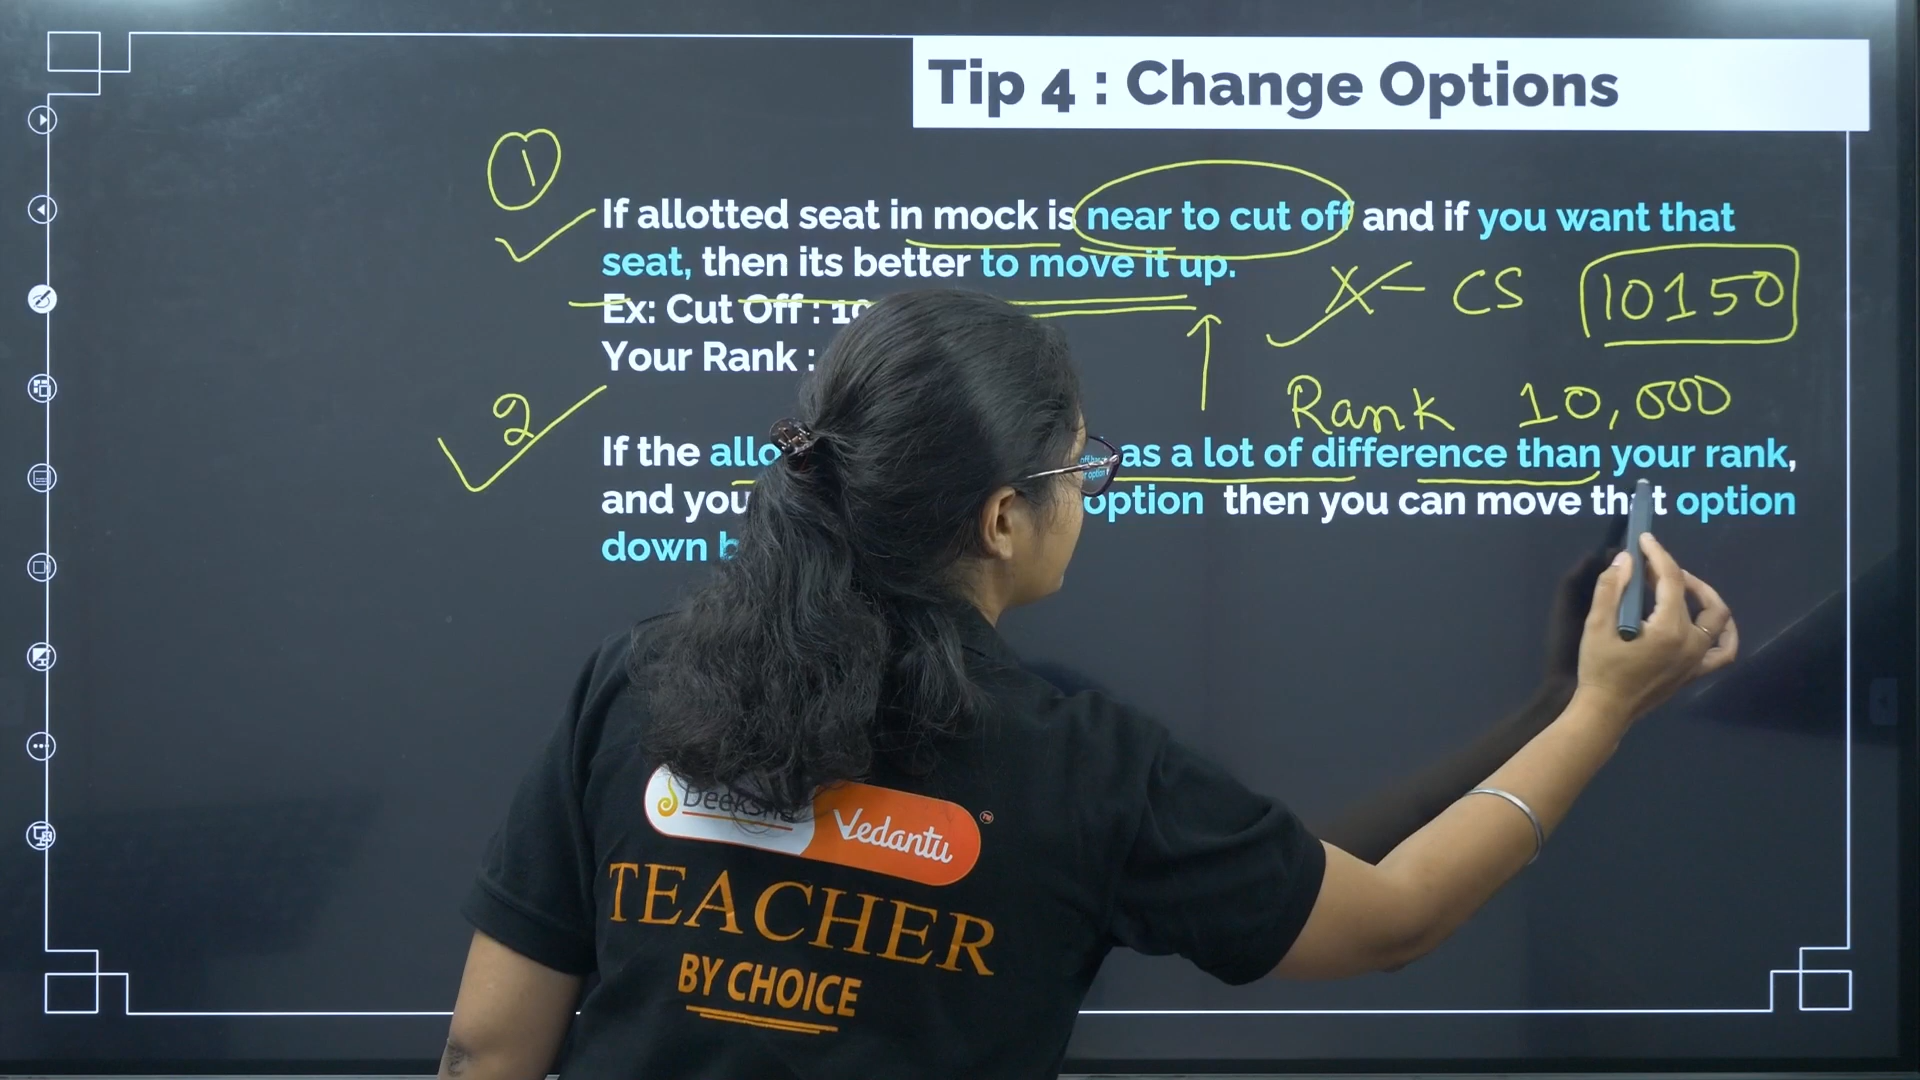 Tip 4 : Change Options
1
If allotted seat in mock is near to cut off and if you want that
seat, then its better to move it up.
X - CS 10150
Ex: Cut Off :
Your Rank :
Rank 10,000
2
If the as a lot of difference than your rank,
and option then you can move that option
down
Deeksha Vedantu
TEACHER
BY CHOICE